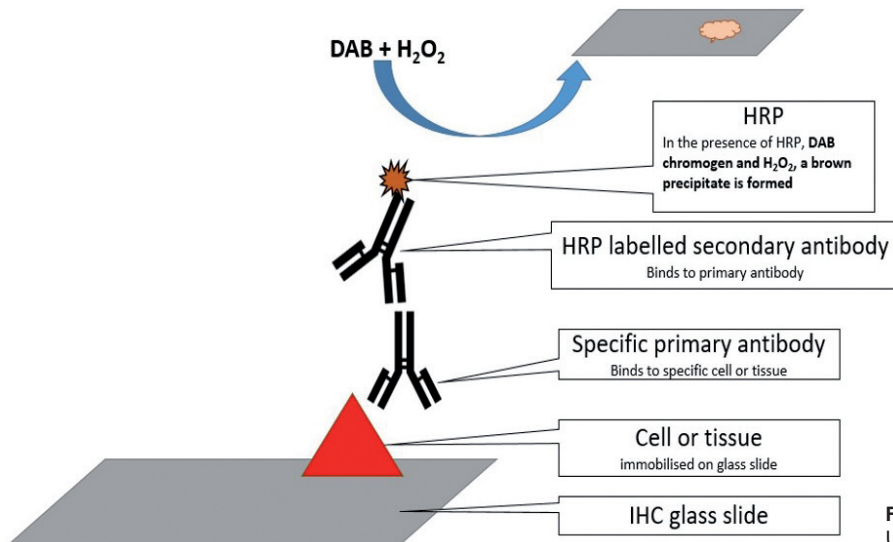 DAB + H₂O₂
HRP
In the presence of HRP, DAB
chromogen and H₂O₂, a brown
precipitate is formed
HRP labelled secondary antibody
Binds to primary antibody
Specific primary antibody
Binds to specific cell or tissue
Cell or tissue
immobilised on glass slide
IHC glass slide